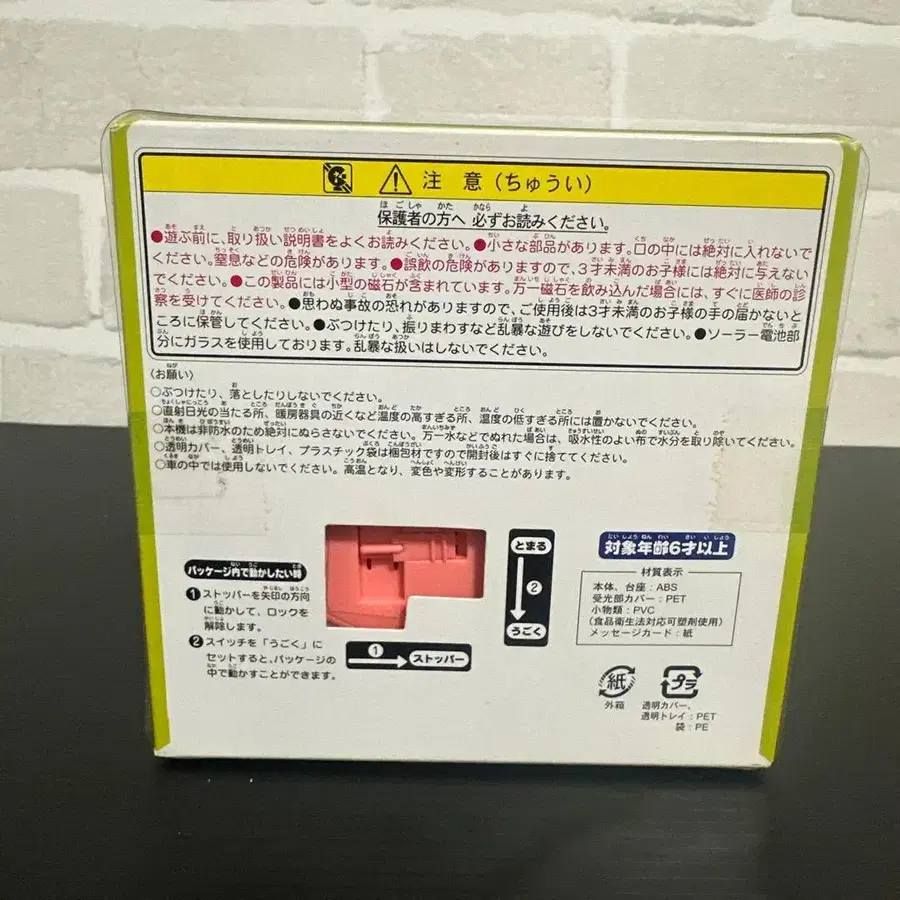 注 意（ちゅうい）
保護者の方へ 必ずお読みください。
●遊ぶ前に、取り扱い説明書をよくお読みください。●小さな部品があります。口の中には絶対に入れないで
ください。窒息などの危険があります。●誤飲の危険がありますので、3才未満のお子様には絶対に与えない
でください。●この製品には小型の磁石が含まれています。万一磁石を飲み込んだ場合には、すぐに医師の診
察を受けてください。●思わぬ事故の恐れがありますので、ご使用後は3才未満のお子様の手の届かないと
ころに保管してください。●ぶつけたり、振りまわすなど乱暴な遊びをしないでください。●ソーラー電池部
分にガラスを使用しております。乱暴な扱いはしないでください。
〈お願い〉
○ぶつけたり、落としたりしないでください。
○直射日光の当たる所、暖房器具の近くなど温度の高すぎる所、温度の低すぎる所には置かないでください。
○本機は非防水のため絶対にぬらさないでください。万一水などでぬれた場合は、吸水性のよい布で水分を取り除いてください。
○透明カバー、透明トレイ、プラスチック袋は梱包材ですので開封後はすぐに捨ててください。
○車の中では使用しないでください。高温となり、変色や変形することがあります。
パッケージ内で動かしたい時
1 ストッパーを矢印の方向
に動かして、ロックを
解除します。
2 スイッチを「うごく」に
セットすると、パッケージの
中で動かすことができます。
1 ストッパー
とまる
2
うごく
対象年齢6才以上
材質表示
本体、台座：ABS
受光部カバー：PET
小物類：PVC
（食品衛生法対応可塑剤使用）
メッセージカード：紙
紙
外箱
プラ
透明カバー、
透明トレイ：PET
袋：PE